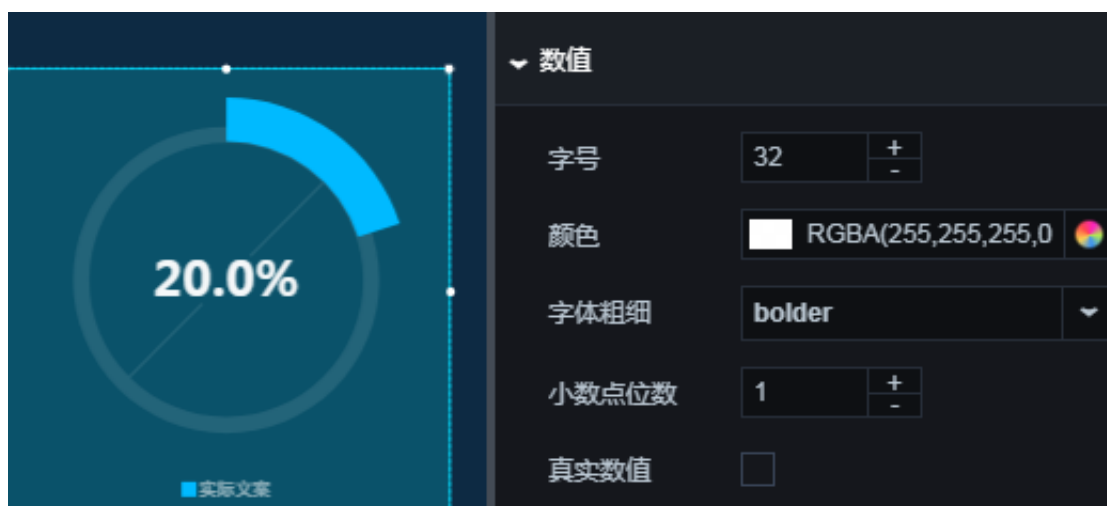 数值
字号 32 + -
颜色 RGBA(255,255,255,0
字体粗细 bolder
小数点位数 1 + -
真实数值
20.0%
实际文案